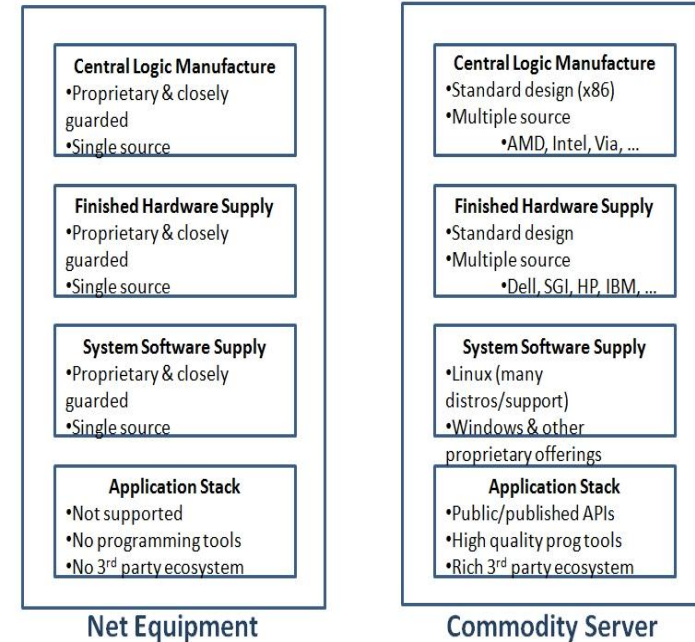 Central Logic Manufacture
•Proprietary & closely
guarded
•Single source
Finished Hardware Supply
•Proprietary & closely
guarded
•Single source
System Software Supply
•Proprietary & closely
guarded
•Single source
Application Stack
•Not supported
•No programming tools
•No 3rd party ecosystem
Net Equipment
Central Logic Manufacture
•Standard design (x86)
•Multiple source
•AMD, Intel, Via, ...
Finished Hardware Supply
•Standard design
•Multiple source
•Dell, SGI, HP, IBM, ...
System Software Supply
•Linux (many
distros/support)
•Windows & other
proprietary offerings
Application Stack
•Public/published APIs
•High quality prog tools
•Rich 3rd party ecosystem
Commodity Server